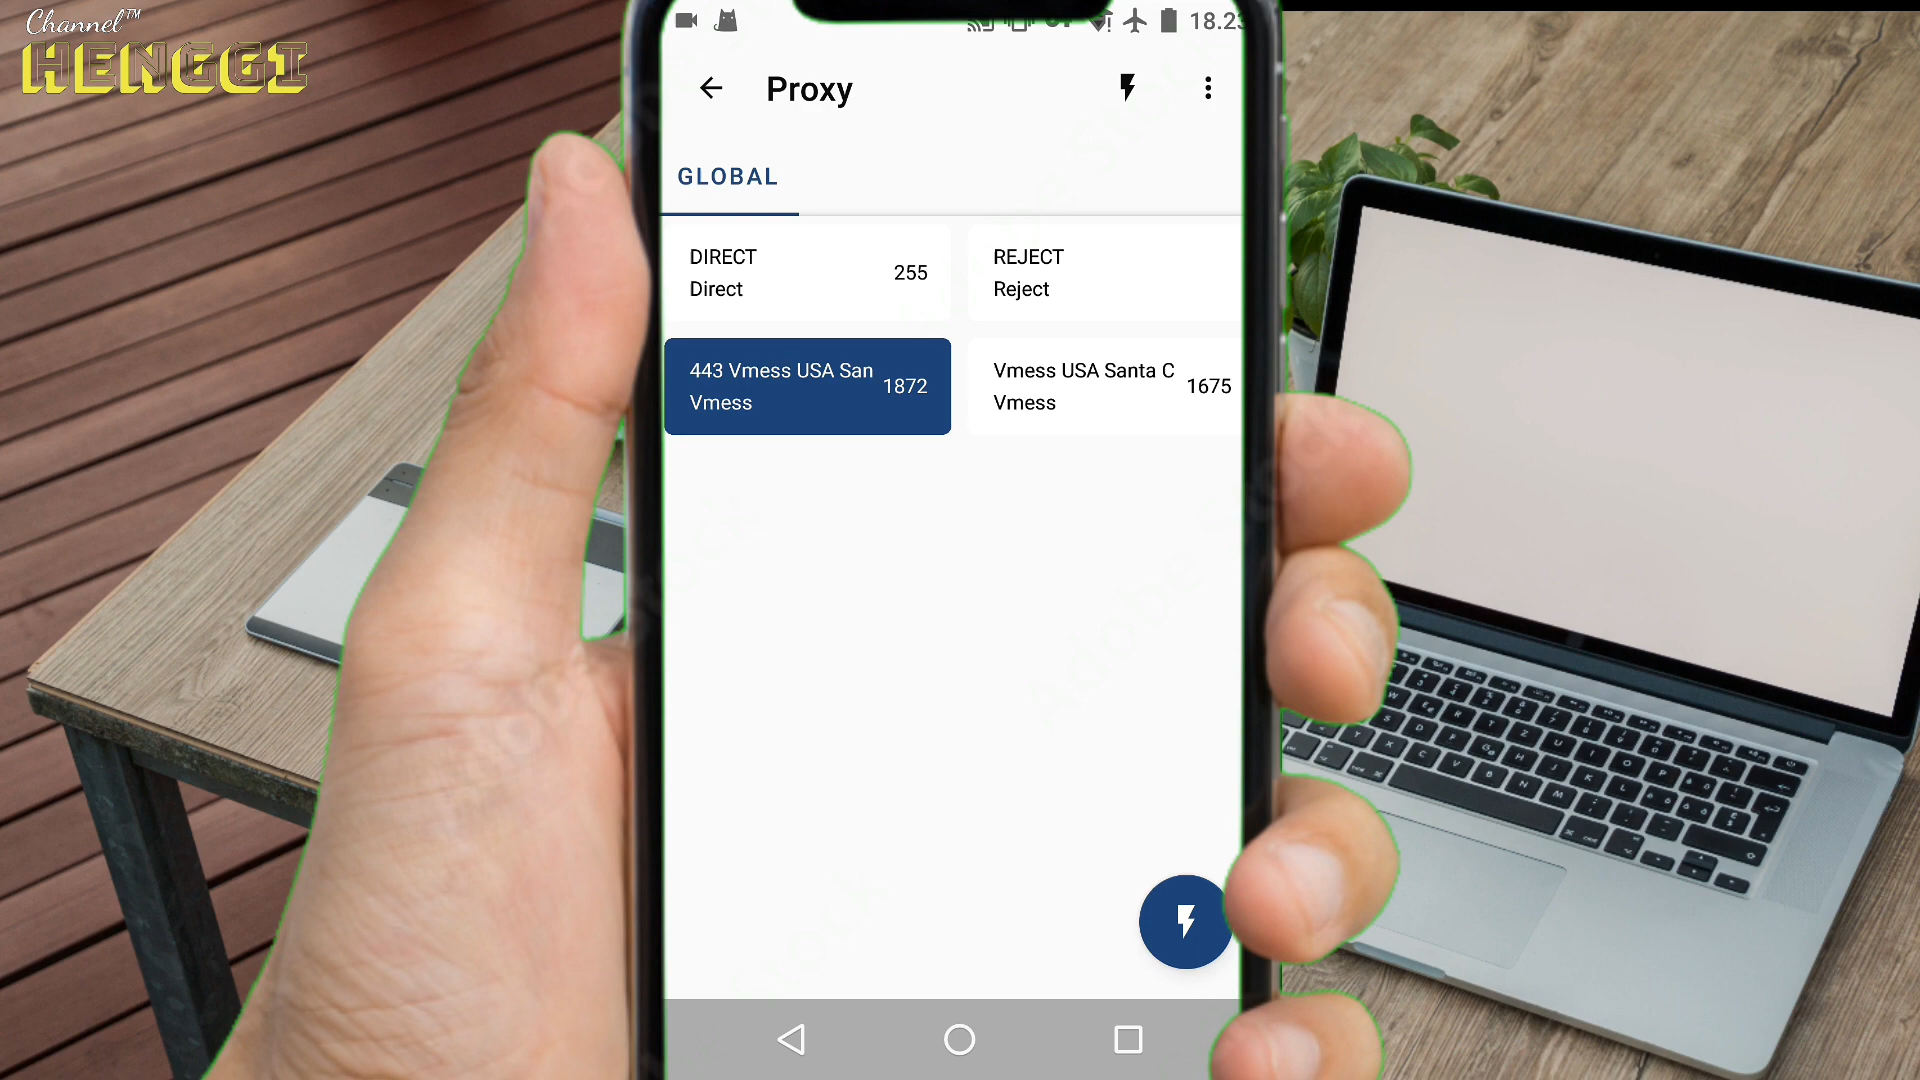 Channel™
HENGGI
18.23
Proxy
GLOBAL
DIRECT
Direct
255
REJECT
Reject
443 Vmess USA San
Vmess
1872
Vmess USA Santa C
Vmess
1675